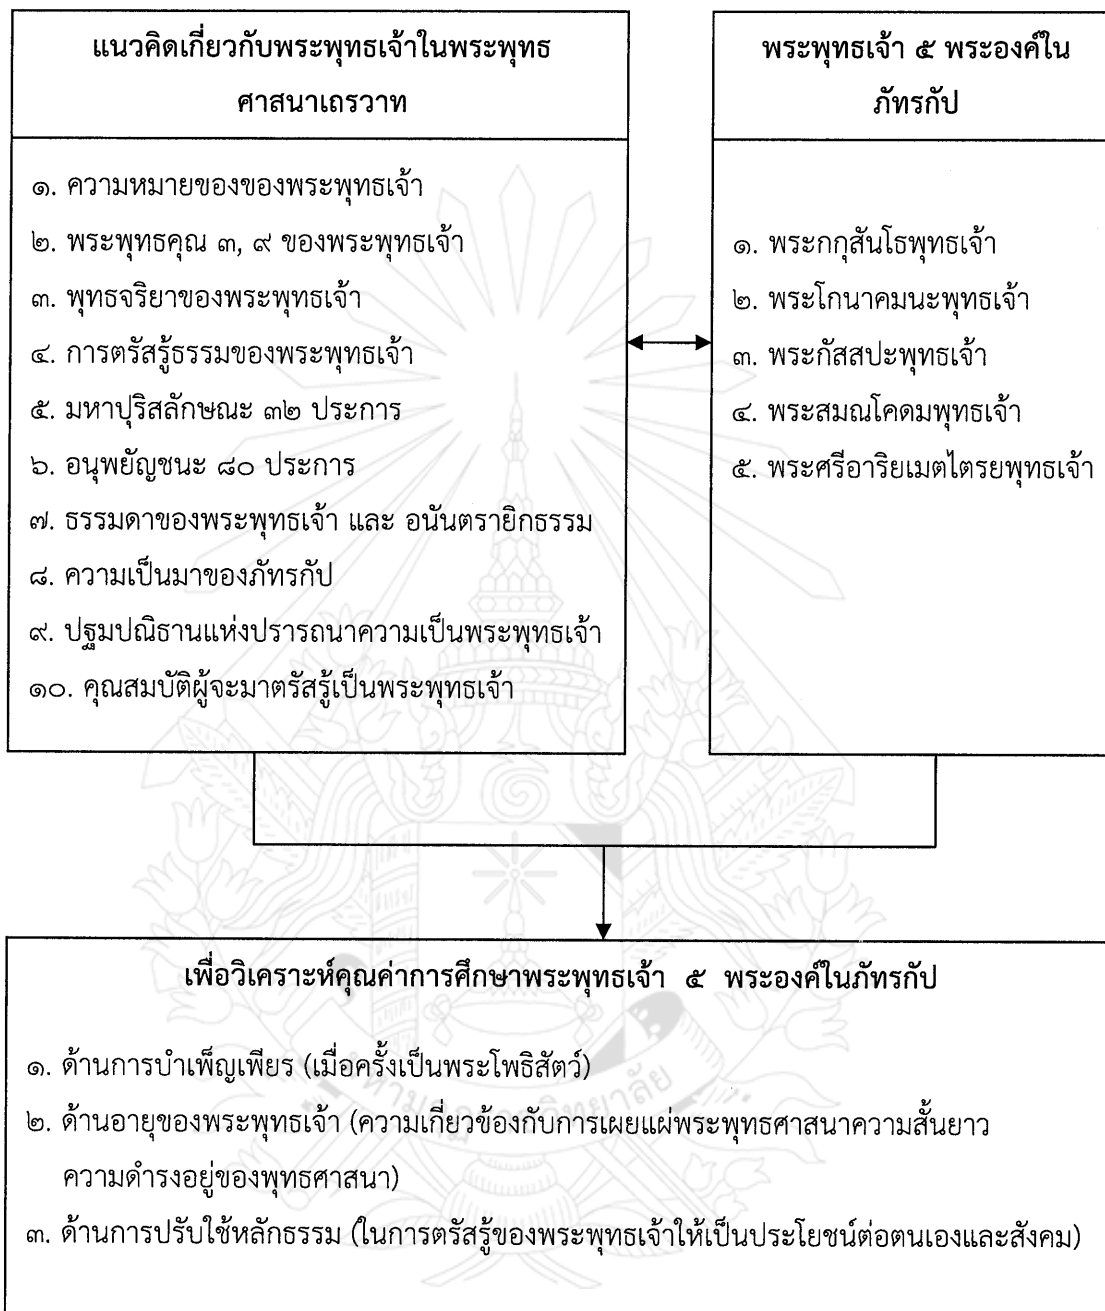 แนวคิดเกี่ยวกับพระพุทธเจ้าในพระพุทธ
ศาสนาเถรวาท
๑. ความหมายของของพระพุทธเจ้า
๒. พระพุทธคุณ ๓, ๙ ของพระพุทธเจ้า
๓. พุทธจริยาของพระพุทธเจ้า
๔. การตรัสรู้ธรรมของพระพุทธเจ้า
๕. มหาปุริสลักษณะ ๓๒ ประการ
๖. อนุพยัญชนะ ๘๐ ประการ
๗. ธรรมดาของพระพุทธเจ้า และ อนันตรายิกธรรม
๘. ความเป็นมาของภัทรกัป
๙. ปฐมปณิธานแห่งปรารถนาความเป็นพระพุทธเจ้า
๑๐. คุณสมบัติผู้จะมาตรัสรู้เป็นพระพุทธเจ้า
พระพุทธเจ้า ๕ พระองค์ใน
ภัทรกัป
๑. พระกกุสันโธพุทธเจ้า
๒. พระโกนาคมนะพุทธเจ้า
๓. พระกัสสปะพุทธเจ้า
๔. พระสมณโคดมพุทธเจ้า
๕. พระศรีอาริยเมตไตรยพุทธเจ้า
เพื่อวิเคราะห์คุณค่าการศึกษาพระพุทธเจ้า ๕ พระองค์ในภัทรกัป
๑. ด้านการบำเพ็ญเพียร (เมื่อครั้งเป็นพระโพธิสัตว์)
๒. ด้านอายุของพระพุทธเจ้า (ความเกี่ยวข้องกับการเผยแผ่พระพุทธศาสนาความสั้นยาว
ความดำรงอยู่ของพุทธศาสนา)
๓. ด้านการปรับใช้หลักธรรม (ในการตรัสรู้ของพระพุทธเจ้าให้เป็นประโยชน์ต่อตนเองและสังคม)